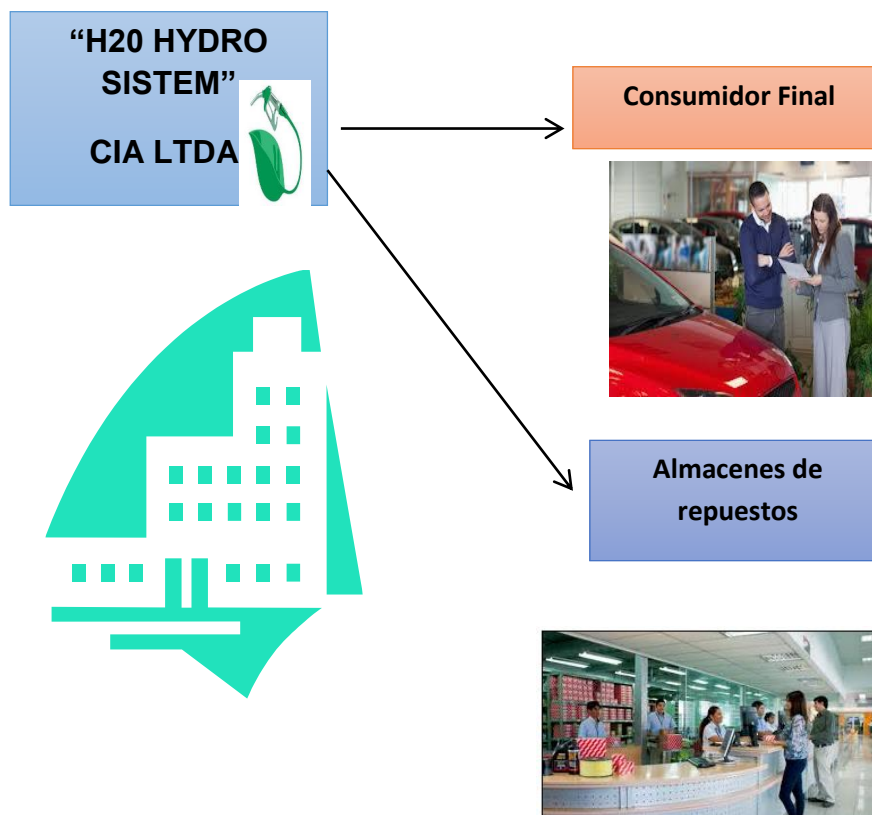 “H20 HYDRO
SISTEM”
CIA LTDA
Consumidor Final
Almacenes de
repuestos